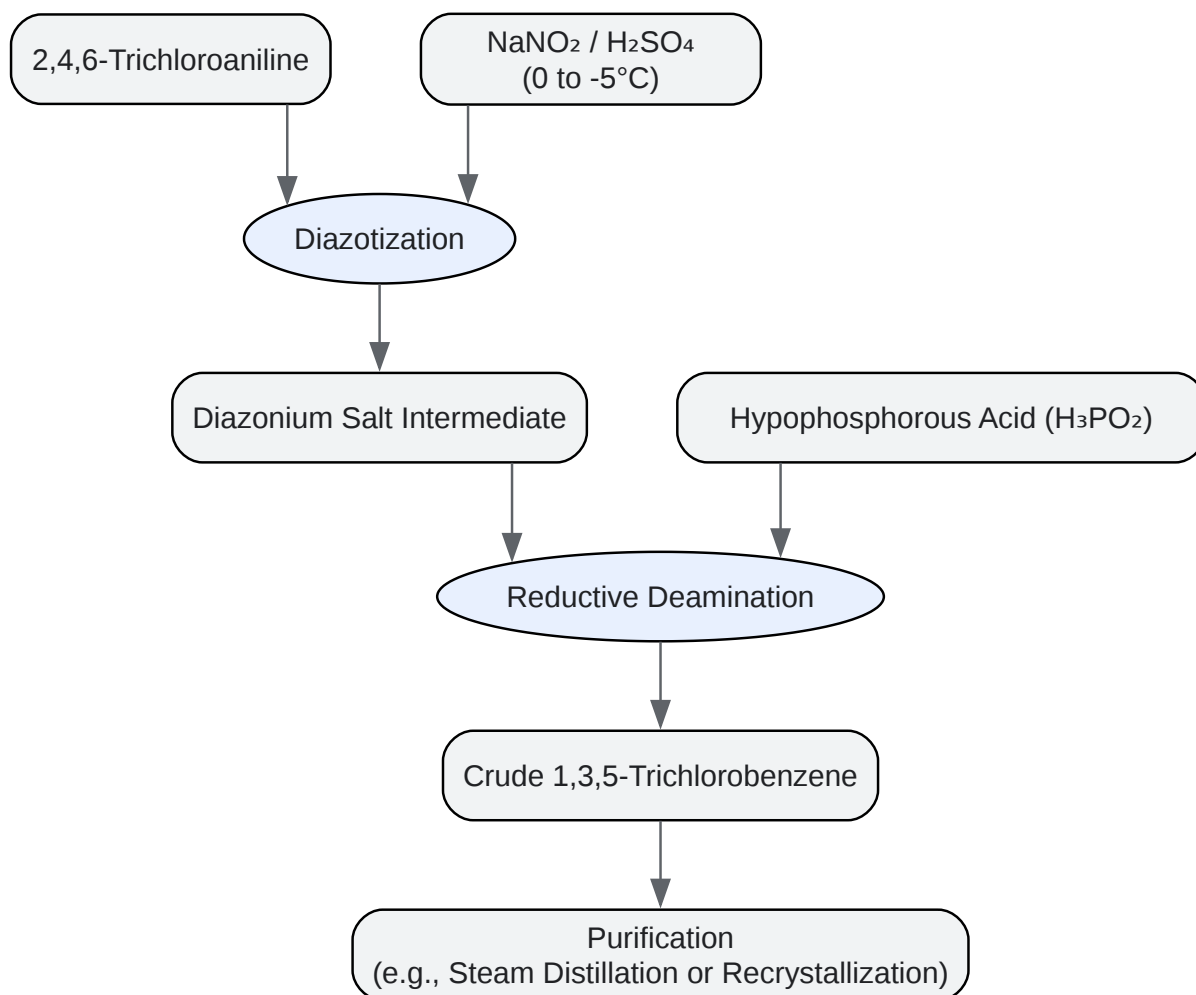 2,4,6-Trichloroaniline
NaNO₂ / H₂SO₄
(0 to -5°C)
Diazotization
Diazonium Salt Intermediate
Hypophosphorous Acid (H₃PO₂)
Reductive Deamination
Crude 1,3,5-Trichlorobenzene
Purification
(e.g., Steam Distillation or Recrystallization)